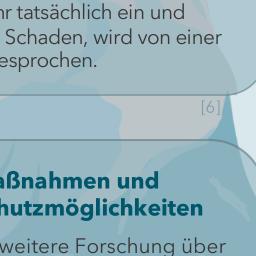 hr tatsächlich ein und
Schaden, wird von einer
esprochen.
[6]
aßnahmen und
hutzmöglichkeiten
weitere Forschung über